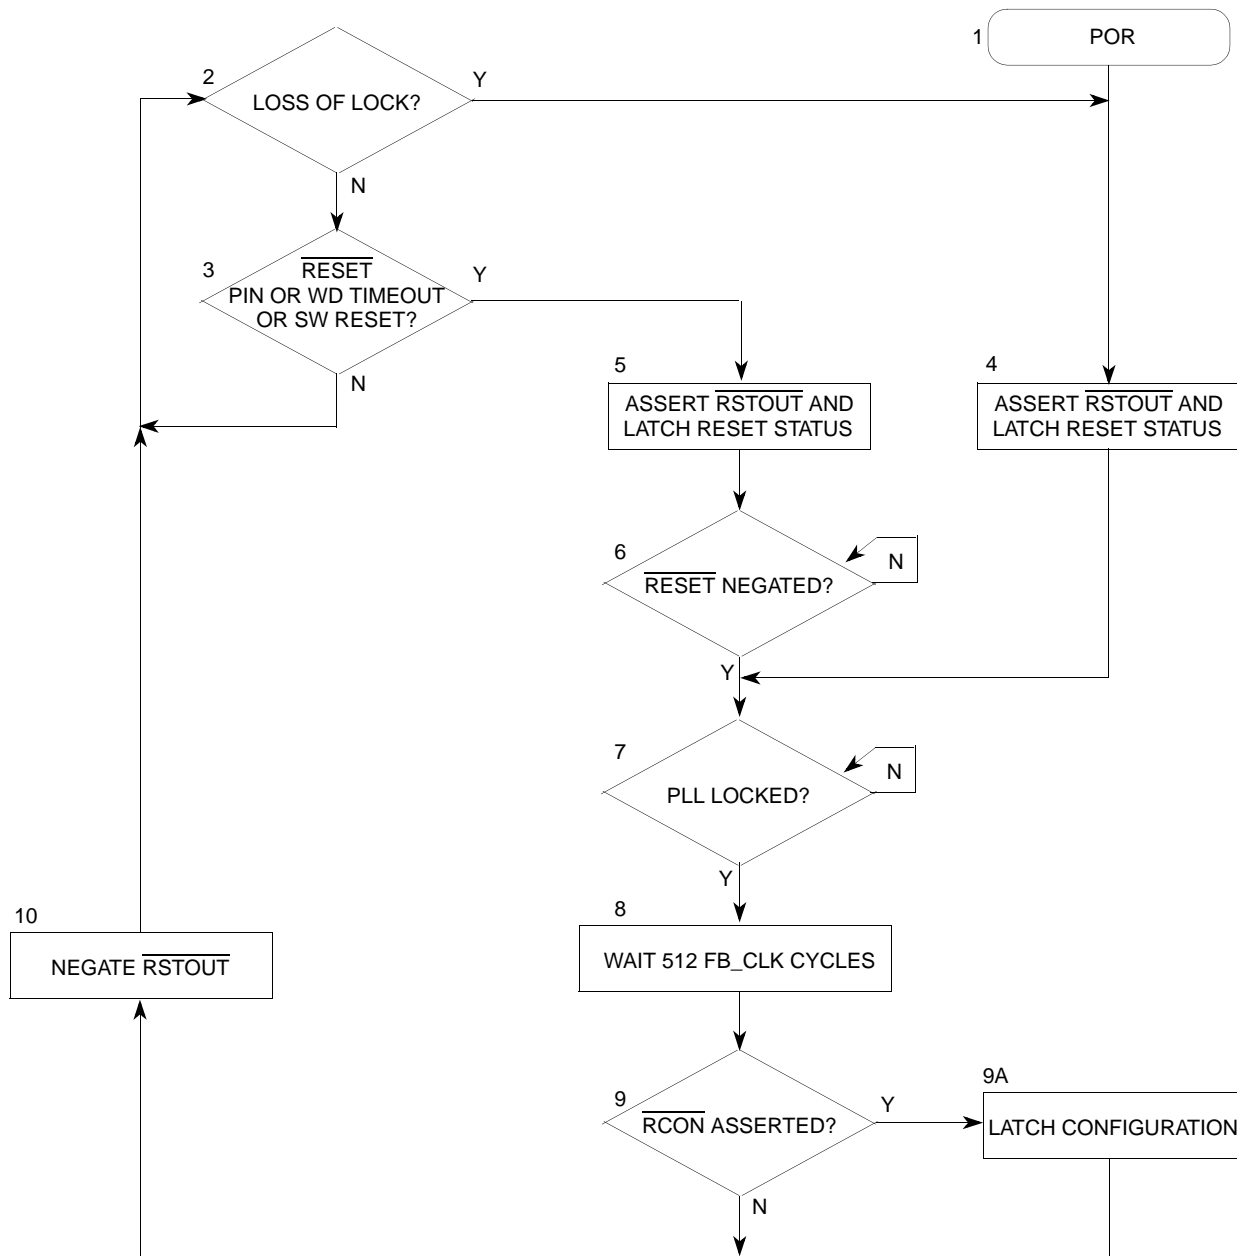 1
POR
2
LOSS OF LOCK?
Y
N
3
RESET
PIN OR WD TIMEOUT
OR SW RESET?
Y
N
5
ASSERT RSTOUT AND
LATCH RESET STATUS
4
ASSERT RSTOUT AND
LATCH RESET STATUS
6
RESET NEGATED?
N
Y
7
PLL LOCKED?
N
Y
8
WAIT 512 FB_CLK CYCLES
10
NEGATE RSTOUT
9
RCON ASSERTED?
Y
N
9A
LATCH CONFIGURATION